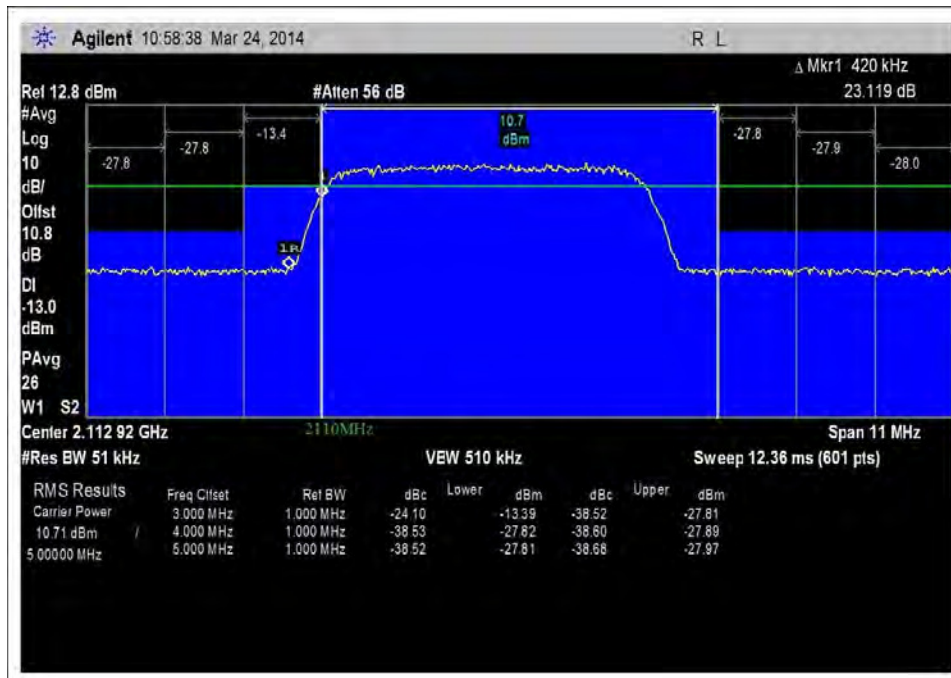 Agilent 10:58:38 Mar 24, 2014 R L
Δ Mkr1 420 kHz
Ref 12.8 dBm #Atten 56 dB 23.119 dB
#Avg
Log
10
dB/
Offst
10.8
dB
DI
-13.0
dBm
PAvg
26
W1 S2
-27.8 -27.8 -13.4 10.7 dBm -27.8 -27.9 -28.0
1R
Center 2.112 92 GHz 2110MHz Span 11 MHz
#Res BW 51 kHz VBW 510 kHz Sweep 12.36 ms (601 pts)
RMS Results Freq Offset Ref BW dBc Lower dBm dBc Upper dBm
Carrier Power 3.000 MHz 1.000 MHz -24.10 -13.39 -38.52 -27.81
10.71 dBm / 4.000 MHz 1.000 MHz -38.53 -27.82 -38.60 -27.89
5.00000 MHz 5.000 MHz 1.000 MHz -38.52 -27.81 -38.68 -27.97